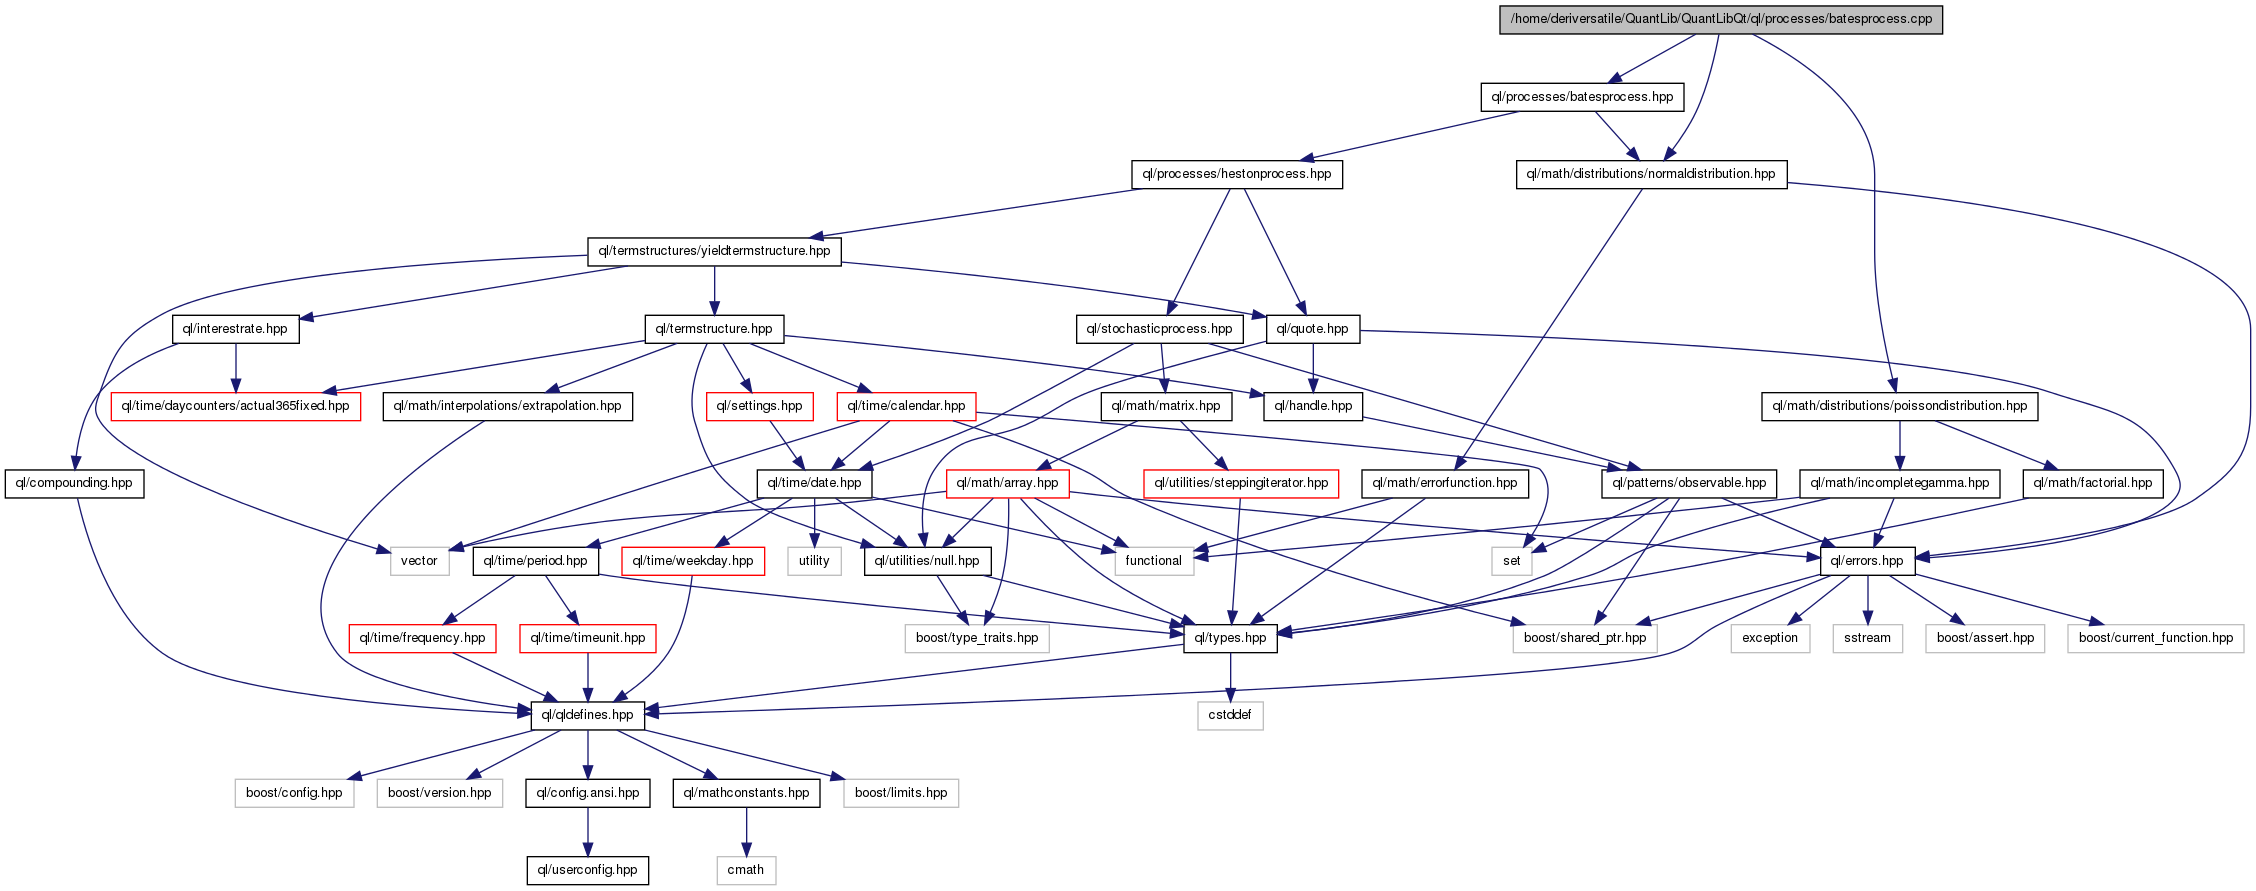 /home/deriversatile/QuantLib/QuantLibQt/ql/processes/batesprocess.cpp
ql/processes/batesprocess.hpp
ql/processes/hestonprocess.hpp
ql/math/distributions/normaldistribution.hpp
ql/termstructures/yieldtermstructure.hpp
ql/interestrate.hpp
ql/termstructure.hpp
ql/stochasticprocess.hpp
ql/quote.hpp
ql/time/daycounters/actual365fixed.hpp
ql/math/interpolations/extrapolation.hpp
ql/settings.hpp
ql/time/calendar.hpp
ql/math/matrix.hpp
ql/handle.hpp
ql/math/distributions/poissondistribution.hpp
ql/compounding.hpp
ql/time/date.hpp
ql/math/array.hpp
ql/utilities/steppingiterator.hpp
ql/math/errorfunction.hpp
ql/patterns/observable.hpp
ql/math/incompletegamma.hpp
ql/math/factorial.hpp
vector
ql/time/period.hpp
ql/time/weekday.hpp
utility
ql/utilities/null.hpp
functional
set
ql/errors.hpp
ql/time/frequency.hpp
ql/time/timeunit.hpp
boost/type_traits.hpp
ql/types.hpp
boost/shared_ptr.hpp
exception
sstream
boost/assert.hpp
boost/current_function.hpp
ql/qldefines.hpp
cstddef
boost/config.hpp
boost/version.hpp
ql/config.ansi.hpp
ql/mathconstants.hpp
boost/limits.hpp
ql/userconfig.hpp
cmath